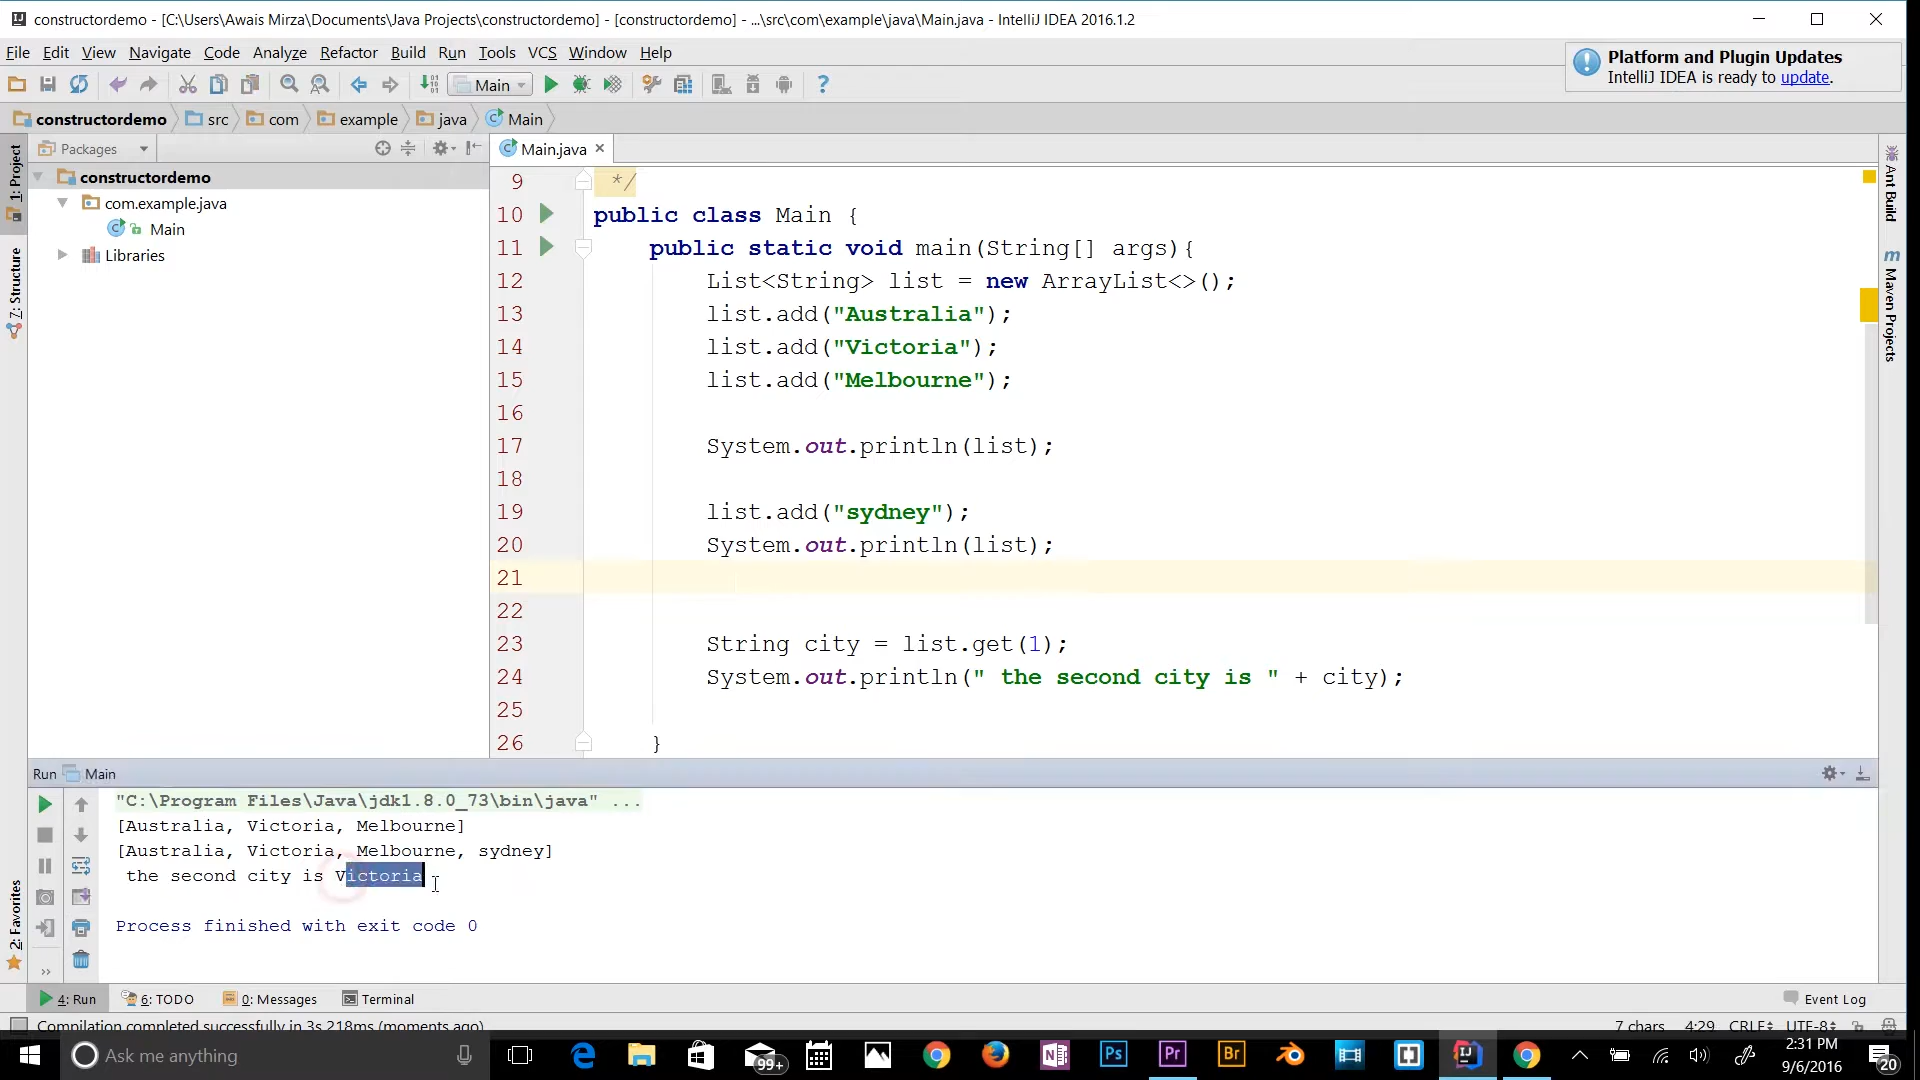 constructordemo - [C:\Users\Awais Mirza\Documents\Java Projects\constructordemo] - [constructordemo] - ...\src\com\example\java\Main.java - IntelliJ IDEA 2016.1.2
File Edit View Navigate Code Analyze Refactor Build Run Tools VCS Window Help
Platform and Plugin Updates
IntelliJ IDEA is ready to update.
Main
constructordemo src com example java Main
Packages
Main.java
1: Project
7: Structure
2: Favorites
constructordemo
com.example.java
Main
Libraries
9 */
10 public class Main {
11 public static void main(String[] args){
12 List<String> list = new ArrayList<>();
13 list.add("Australia");
14 list.add("Victoria");
15 list.add("Melbourne");
16
17 System.out.println(list);
18
19 list.add("sydney");
20 System.out.println(list);
21
22
23 String city = list.get(1);
24 System.out.println(" the second city is " + city);
25
26 }
Ant Build
Maven Projects
Run Main
"C:\Program Files\Java\jdk1.8.0_73\bin\java" ...
[Australia, Victoria, Melbourne]
[Australia, Victoria, Melbourne, sydney]
the second city is Victoria
Process finished with exit code 0
4: Run 6: TODO 0: Messages Terminal Event Log
Compilation completed successfully in 3s 218ms (moments ago) 7 chars 4:29 CRLF UTF-8
Ask me anything
99+
2:31 PM
9/6/2016
20